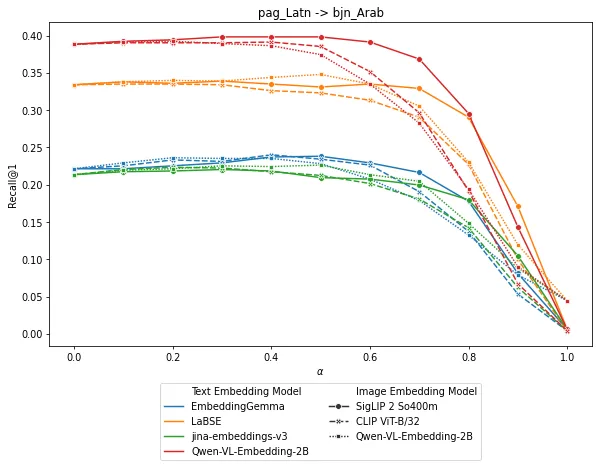 pag_Latn -> bjn_Arab
Recall@1
0.40
0.35
0.30
0.25
0.20
0.15
0.10
0.05
0.00
0.0 0.2 0.4 0.6 0.8 1.0
α
Text Embedding Model
EmbeddingGemma
LaBSE
jina-embeddings-v3
Qwen-VL-Embedding-2B
Image Embedding Model
SigLIP 2 So400m
CLIP ViT-B/32
Qwen-VL-Embedding-2B